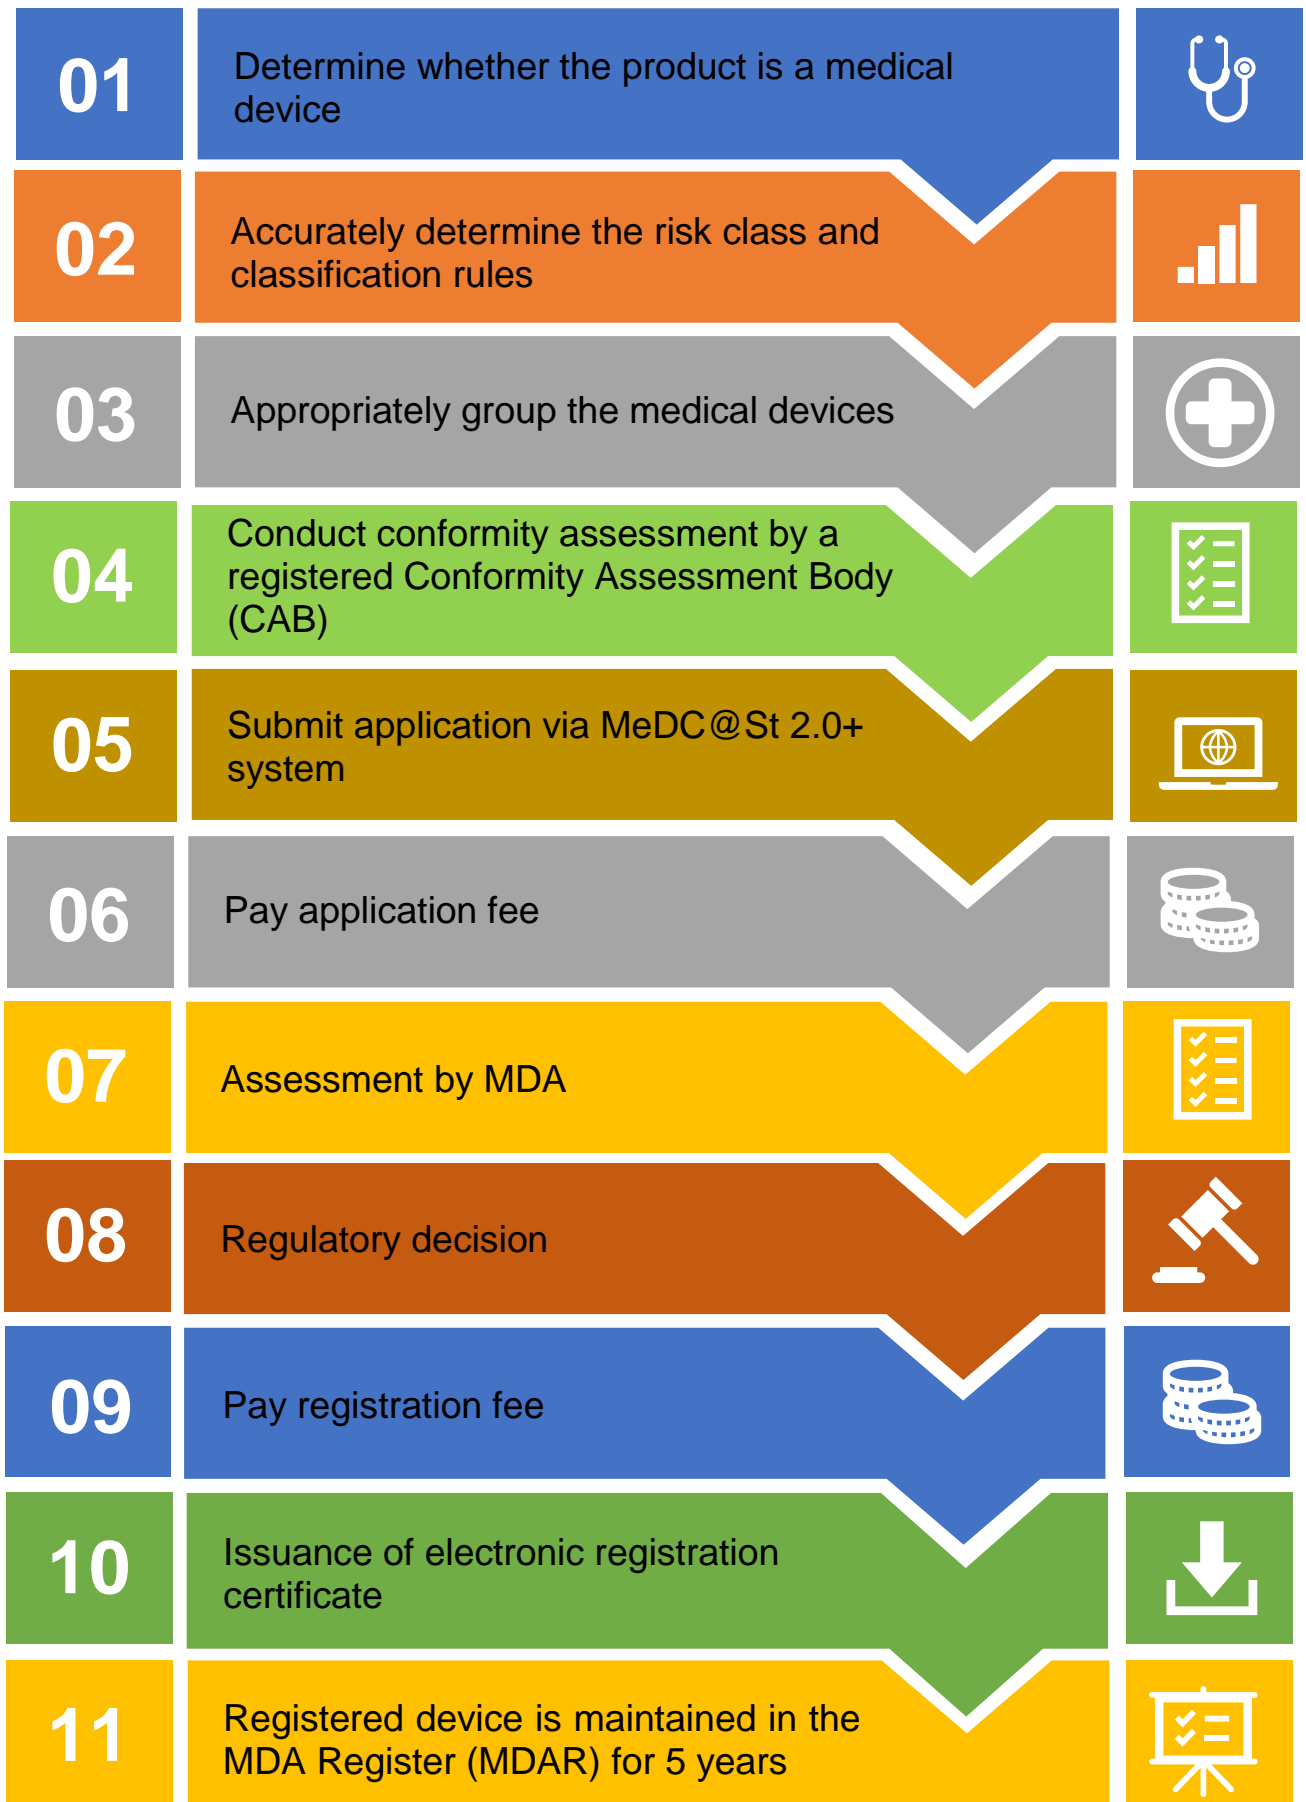 01
Determine whether the product is a medical
device
02
Accurately determine the risk class and
classification rules
03
Appropriately group the medical devices
04
Conduct conformity assessment by a
registered Conformity Assessment Body
(CAB)
05
Submit application via MeDC@St 2.0+
system
06
Pay application fee
07
Assessment by MDA
08
Regulatory decision
09
Pay registration fee
10
Issuance of electronic registration
certificate
11
Registered device is maintained in the
MDA Register (MDAR) for 5 years